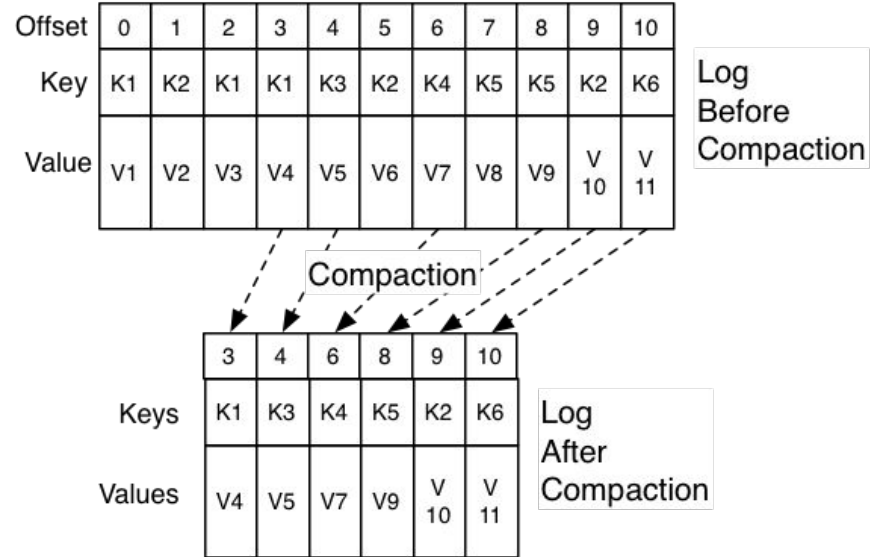 Offset 0 1 2 3 4 5 6 7 8 9 10
Key K1 K2 K1 K1 K3 K2 K4 K5 K5 K2 K6
Value V1 V2 V3 V4 V5 V6 V7 V8 V9 V 10 V 11
Log
Before
Compaction
Compaction
3 4 6 8 9 10
Keys K1 K3 K4 K5 K2 K6
Values V4 V5 V7 V9 V 10 V 11
Log
After
Compaction